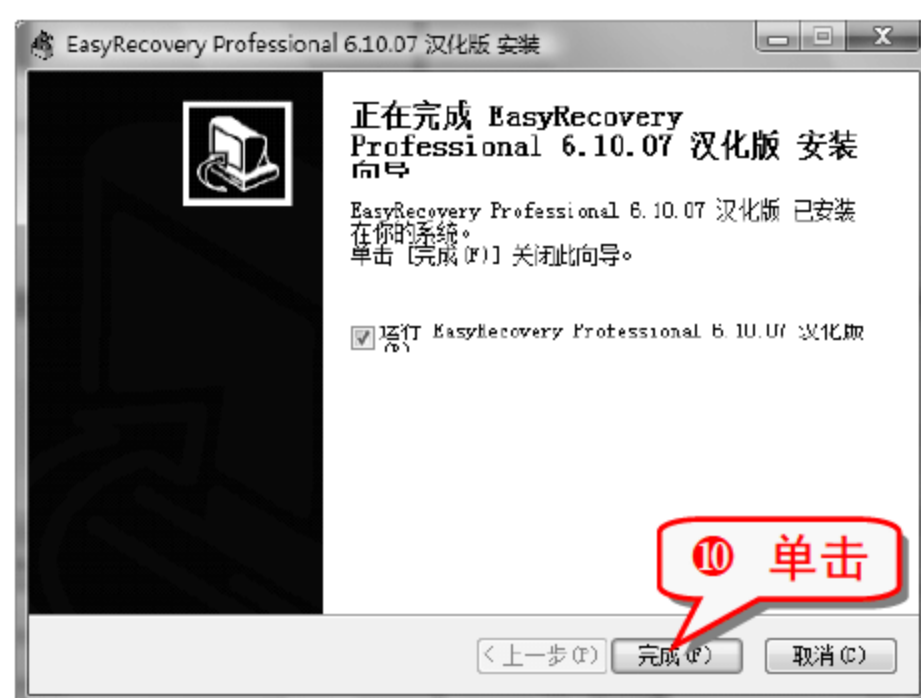 EasyRecovery Professional 6.10.07 汉化版 安装
正在完成 EasyRecovery
Professional 6.10.07 汉化版 安装
向导
EasyRecovery Professional 6.10.07 汉化版 已安装
在你的系统。
单击 [完成(F)] 关闭此向导。
运行 EasyRecovery Professional 6.10.07 汉化版
❿ 单击
<上一步(P) 完成(F) 取消(C)